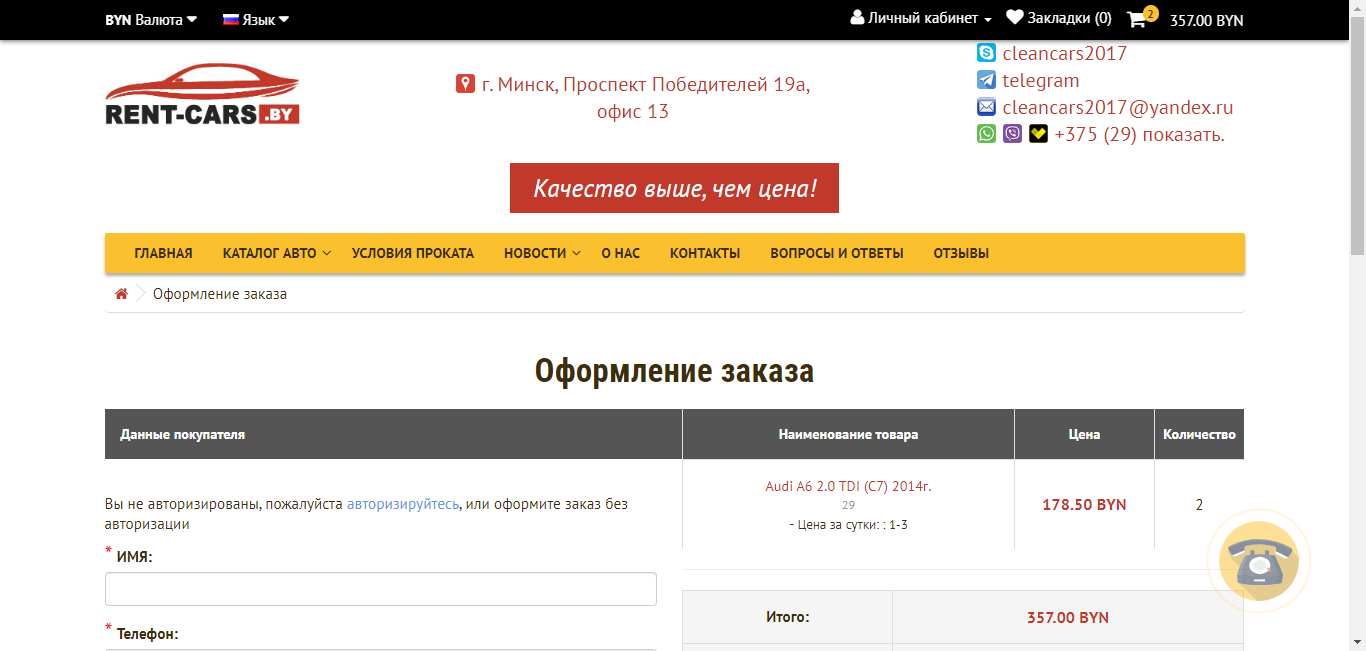 BYN Валюта Язык Личный кабинет Закладки (0) 2 357.00 BYN
cleancars2017
г. Минск, Проспект Победителей 19а,
офис 13
telegram
cleancars2017@yandex.ru
+375 (29) показать.
RENT-CARS.BY
Качество выше, чем цена!
ГЛАВНАЯ КАТАЛОГ АВТО УСЛОВИЯ ПРОКАТА НОВОСТИ О НАС КОНТАКТЫ ВОПРОСЫ И ОТВЕТЫ ОТЗЫВЫ
Оформление заказа
Оформление заказа
Данные покупателя Наименование товара Цена Количество
Вы не авторизированы, пожалуйста авторизируйтесь, или оформите заказ без
авторизации
* ИМЯ:
* Телефон:
Audi A6 2.0 TDI (C7) 2014г.
29
- Цена за сутки: : 1-3
178.50 BYN
2
Итого: 357.00 BYN